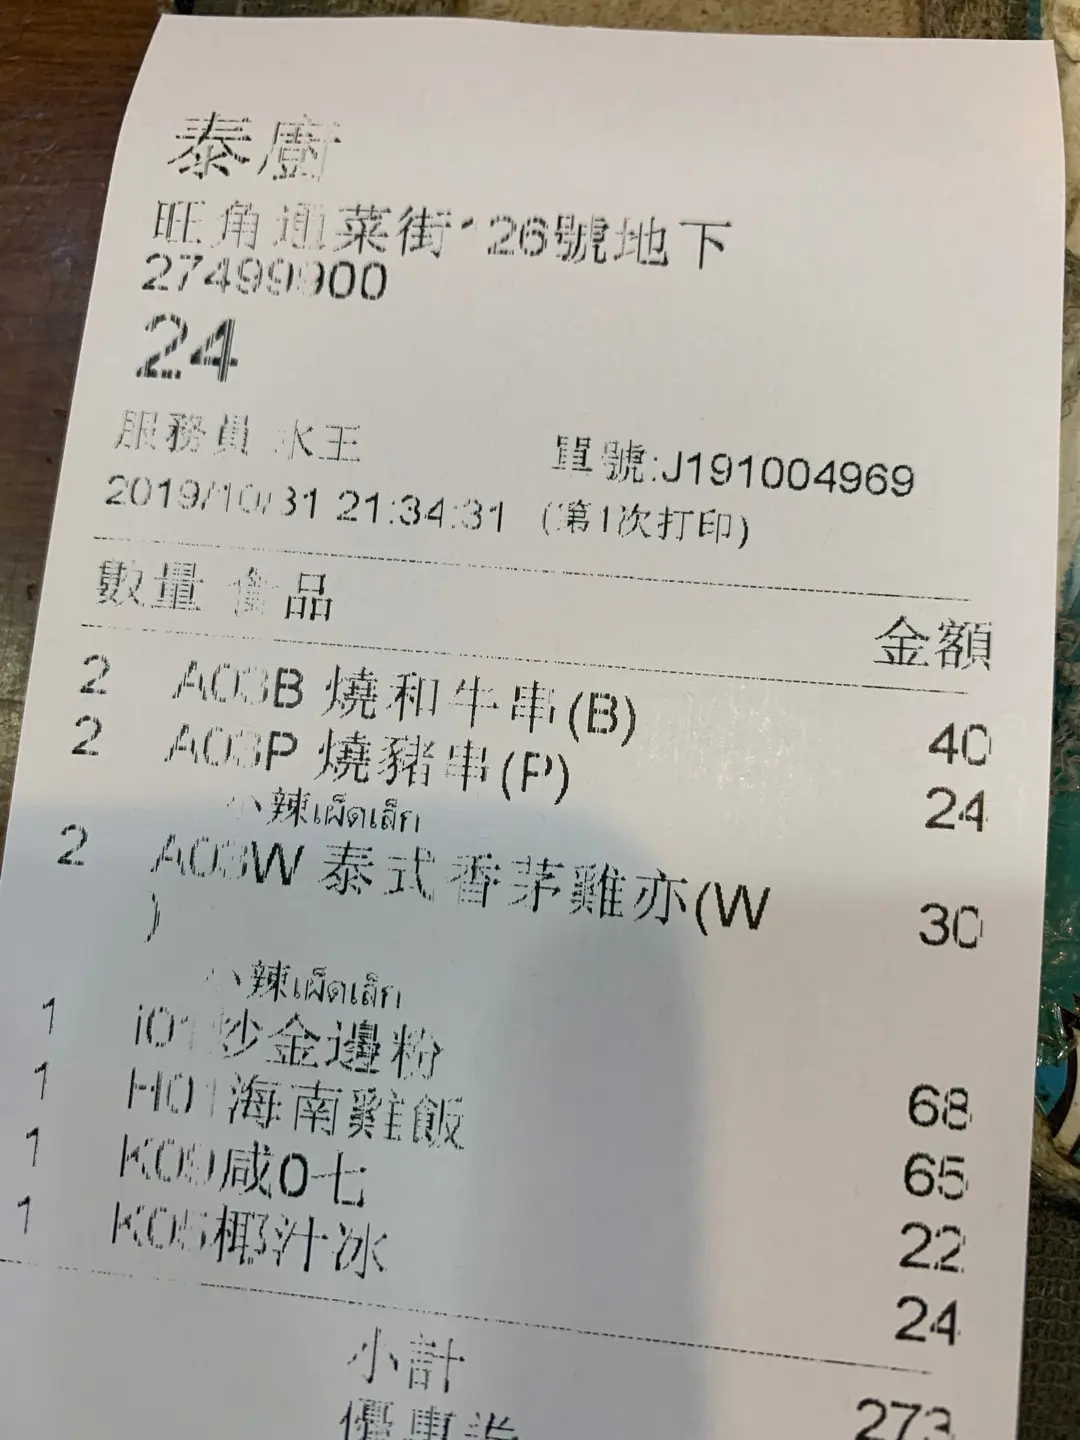 泰廚
旺角通菜街126號地下
27499900
24
服務員 水王 單號:J191004969
2019/10/31 21:34:31 (第1次打印)
數量 食品 金額
2 A03B 燒和牛串(B) 40
2 A03P 燒豬串(P) 24
小辣เผ็ดเล็ก
2 A03W 泰式香茅雞亦(W 30
)
小辣เผ็ดเล็ก
1 i01炒金邊粉 68
1 H01海南雞飯 65
1 K09咸0七 22
1 K05椰汁冰 24
小計 273
優惠券